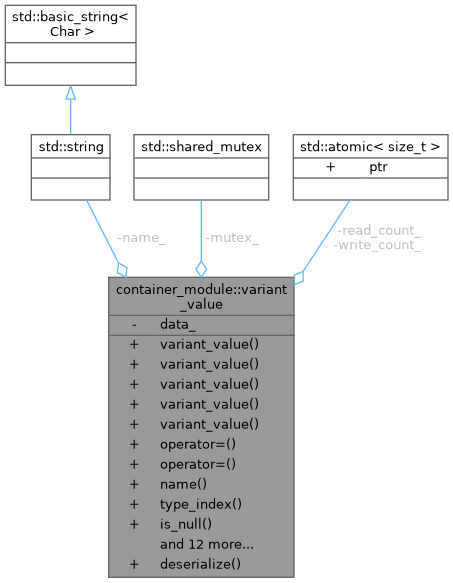 std::basic_string<
Char >
std::string
std::shared_mutex
std::atomic< size_t >
+ ptr
-name_
-mutex_
-read_count_
-write_count_
container_module::variant
_value
- data_
+ variant_value()
+ variant_value()
+ variant_value()
+ variant_value()
+ variant_value()
+ operator=()
+ operator=()
+ name()
+ type_index()
+ is_null()
and 12 more...
+ deserialize()